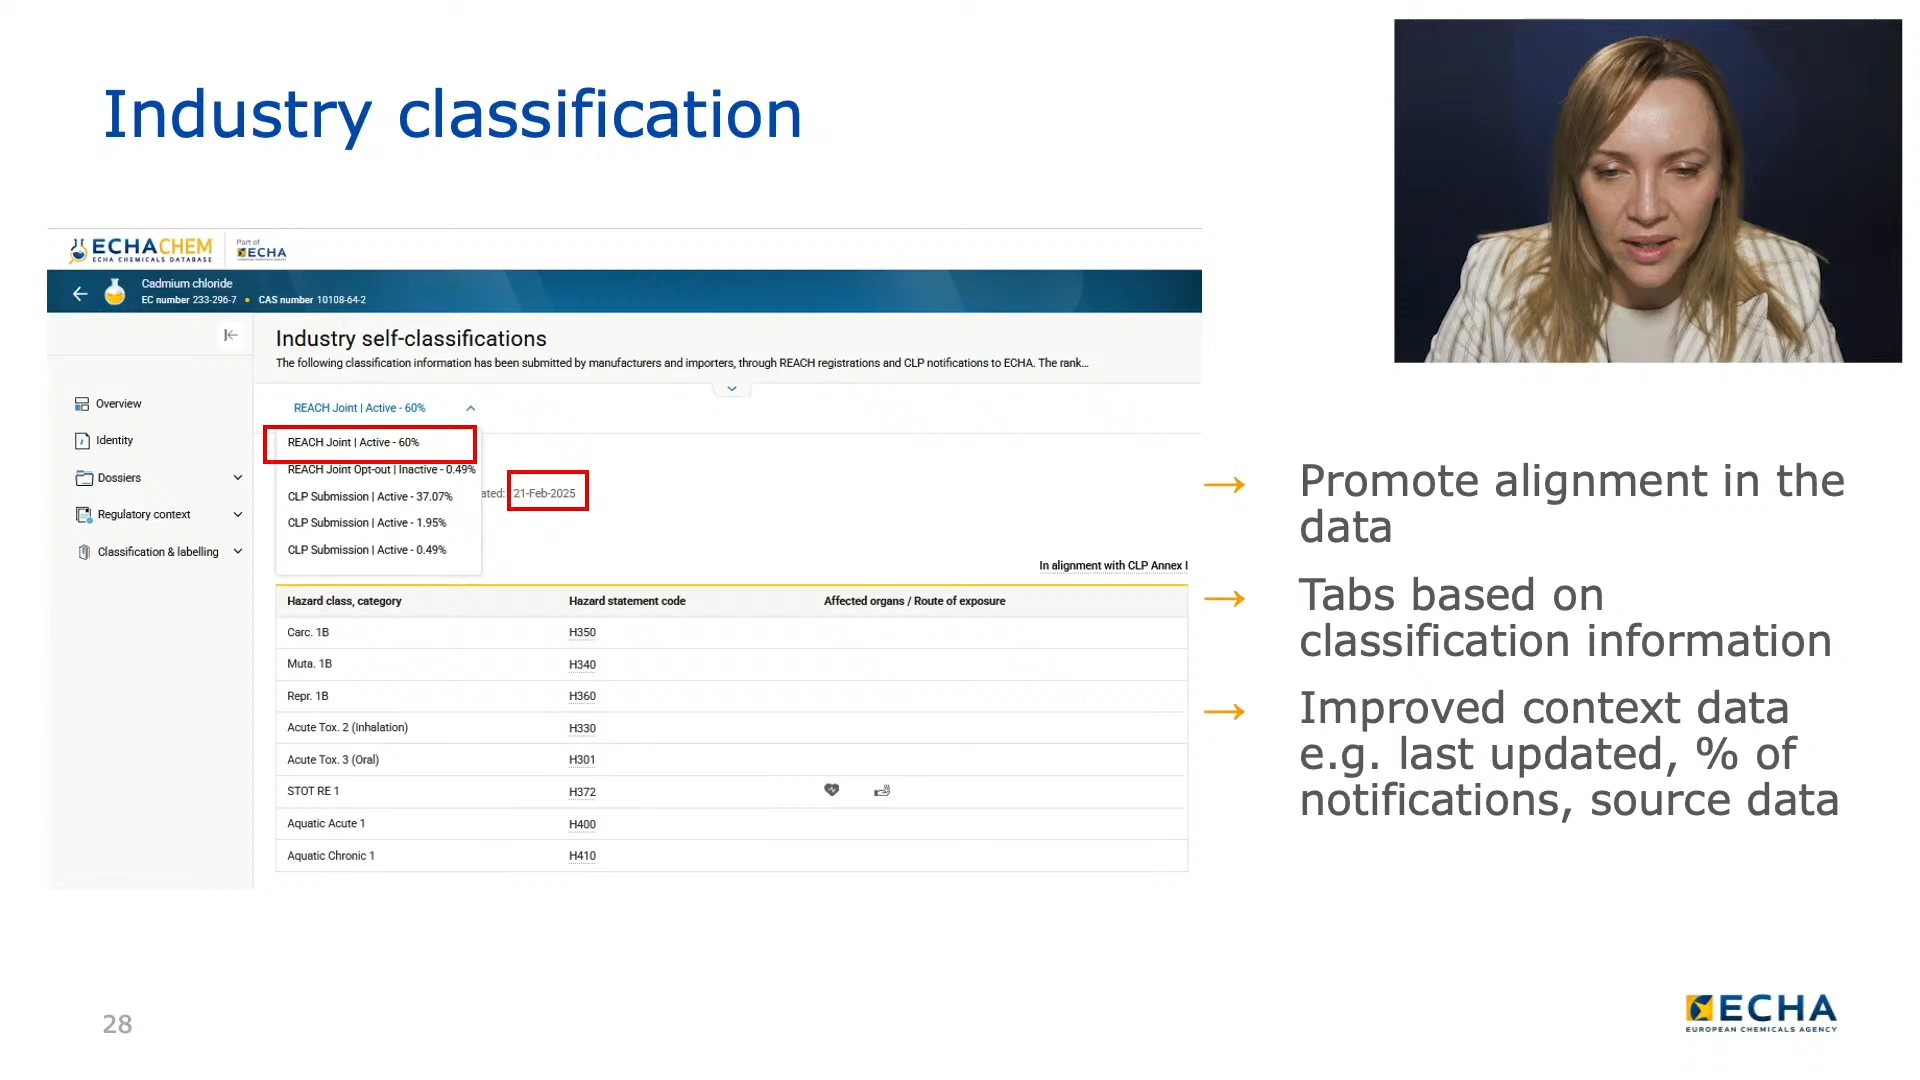 Industry classification
ECHACHEM
ECHA CHEMICALS DATABASE
Part of
ECHA
EUROPEAN CHEMICALS AGENCY
Cadmium chloride
EC number 233-296-7 • CAS number 10108-64-2
Industry self-classifications
The following classification information has been submitted by manufacturers and importers, through REACH registrations and CLP notifications to ECHA. The rank...
Overview
Identity
Dossiers
Regulatory context
Classification & labelling
REACH Joint | Active - 60%
REACH Joint | Active - 60%
REACH Joint Opt-out | Inactive - 0.49%
CLP Submission | Active - 37.07%
CLP Submission | Active - 1.95%
CLP Submission | Active - 0.49%
ated: 21-Feb-2025
In alignment with CLP Annex I
Hazard class, category Hazard statement code Affected organs / Route of exposure
Carc. 1B H350
Muta. 1B H340
Repr. 1B H360
Acute Tox. 2 (Inhalation) H330
Acute Tox. 3 (Oral) H301
STOT RE 1 H372
Aquatic Acute 1 H400
Aquatic Chronic 1 H410
→ Promote alignment in the
data
→ Tabs based on
classification information
→ Improved context data
e.g. last updated, % of
notifications, source data
28
ECHA
EUROPEAN CHEMICALS AGENCY